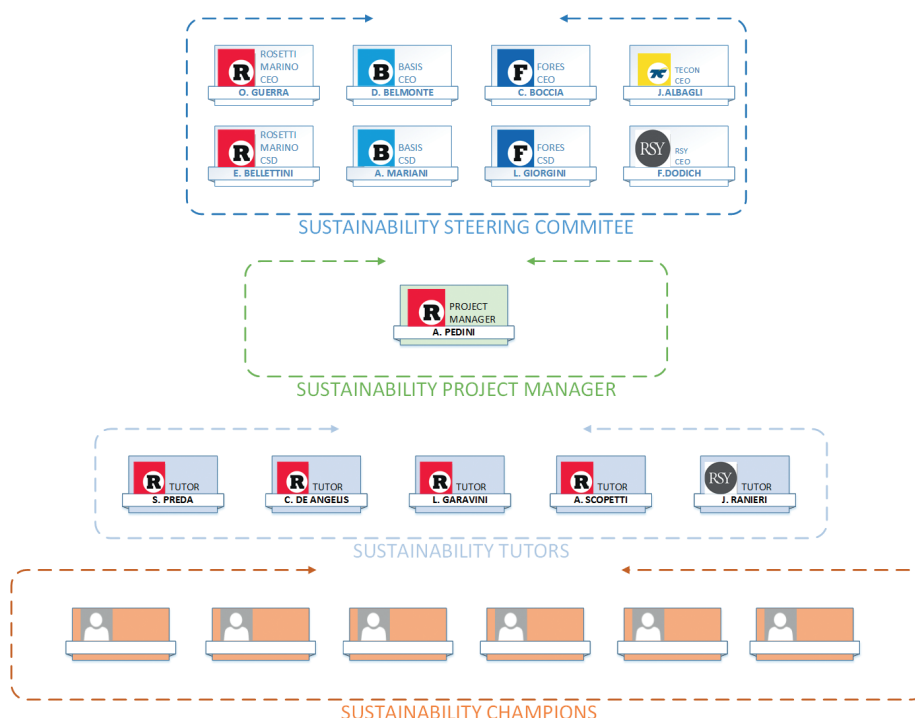 R ROSETTI MARINO CEO
O. GUERRA
B BASIS CEO
D. BELMONTE
F FORES CEO
C. BOCCIA
TECON CEO
J.ALBAGLI
R ROSETTI MARINO CSD
E. BELLETTINI
B BASIS CSD
A. MARIANI
F FORES CSD
L. GIORGINI
RSY RSY CEO
F.DODICH
SUSTAINABILITY STEERING COMMITEE
R PROJECT MANAGER
A. PEDINI
SUSTAINABILITY PROJECT MANAGER
R TUTOR
S. PREDA
R TUTOR
C. DE ANGELIS
R TUTOR
L. GARAVINI
R TUTOR
A. SCOPETTI
RSY TUTOR
J. RANIERI
SUSTAINABILITY TUTORS
SUSTAINABILITY CHAMPIONS